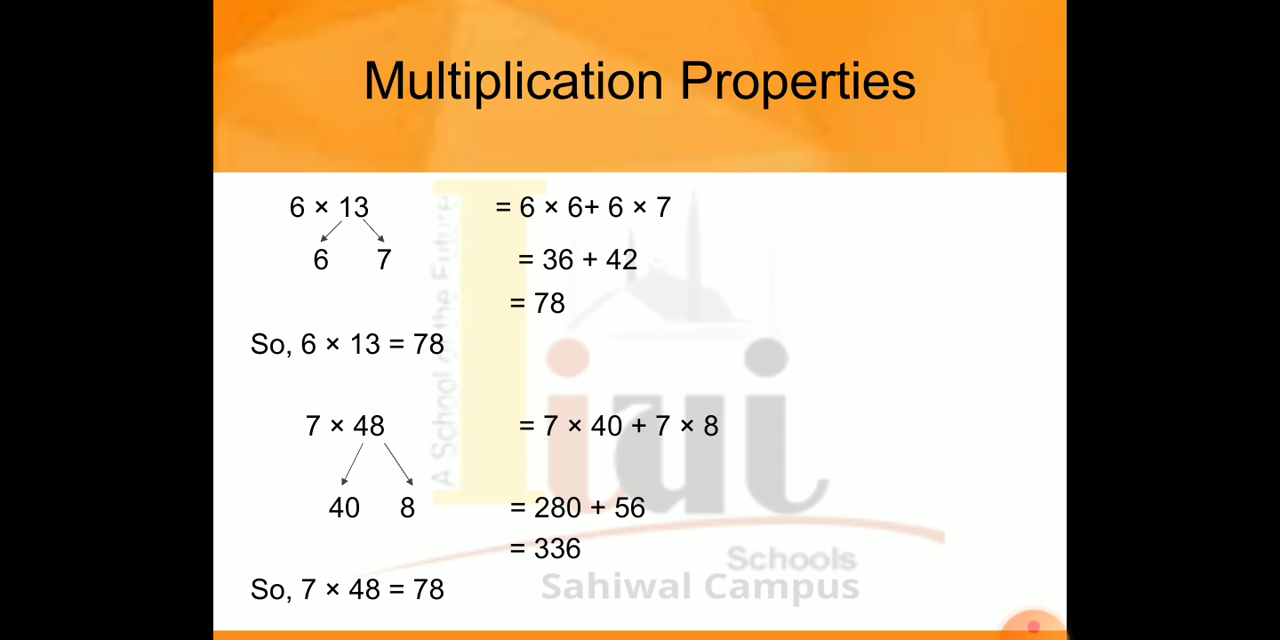 Multiplication Properties
6 × 13 = 6 × 6+ 6 × 7
6 7 = 36 + 42
= 78
So, 6 × 13 = 78
7 × 48 = 7 × 40 + 7 × 8
40 8 = 280 + 56
= 336
So, 7 × 48 = 78
A School of the Future
Iiui
Schools
Sahiwal Campus